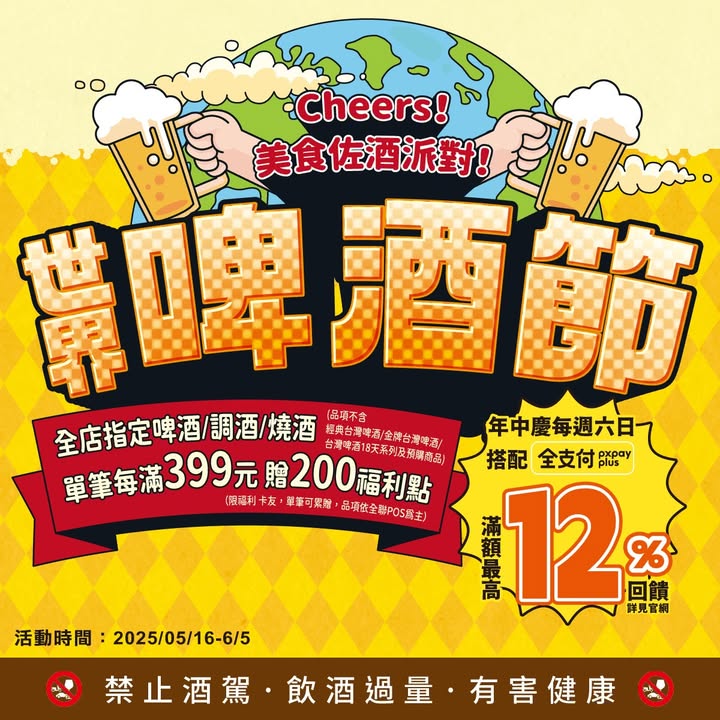 Cheers!
美食佐酒派對!
世界啤酒節
全店指定啤酒/調酒/燒酒
(品項不含
經典台灣啤酒/金牌台灣啤酒/
台灣啤酒18天系列及預購商品)
單筆每滿399元 贈200福利點
(限福利卡友,單筆可累贈,品項依全聯POS為主)
年中慶每週六日
搭配 全支付 pxpay plus
滿額最高
12%
回饋
詳見官網
活動時間:2025/05/16-6/5
禁止酒駕·飲酒過量·有害健康